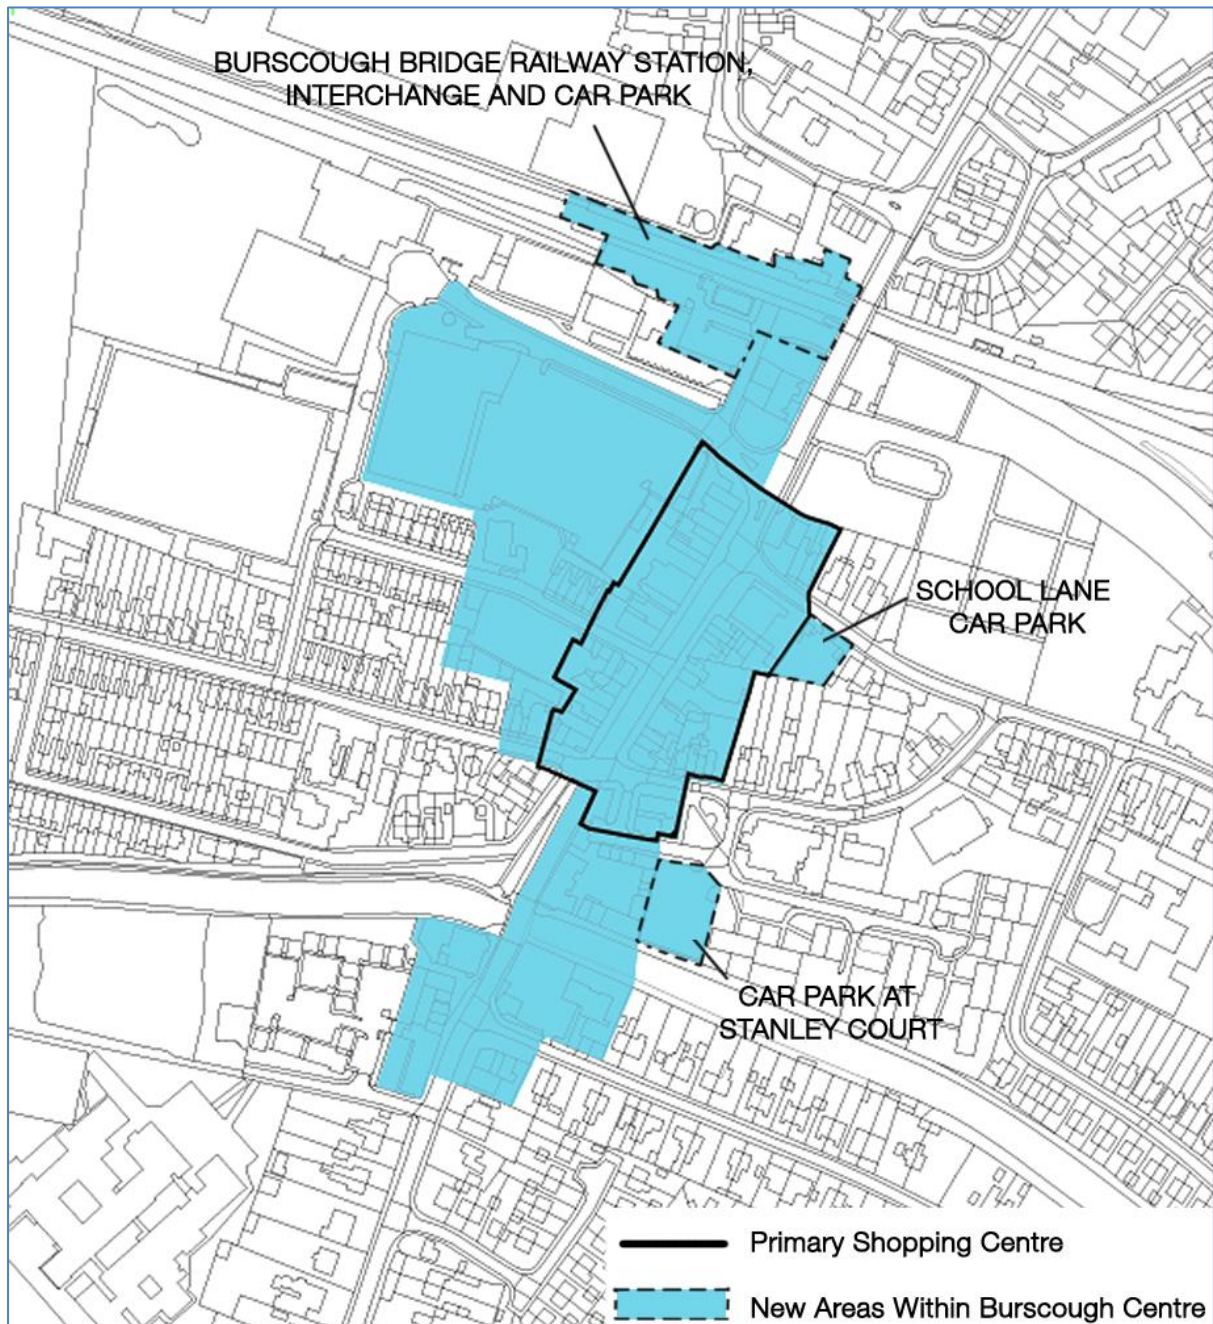 BURSCOUGH BRIDGE RAILWAY STATION,
INTERCHANGE AND CAR PARK
SCHOOL LANE
CAR PARK
CAR PARK AT
STANLEY COURT
Primary Shopping Centre
New Areas Within Burscough Centre